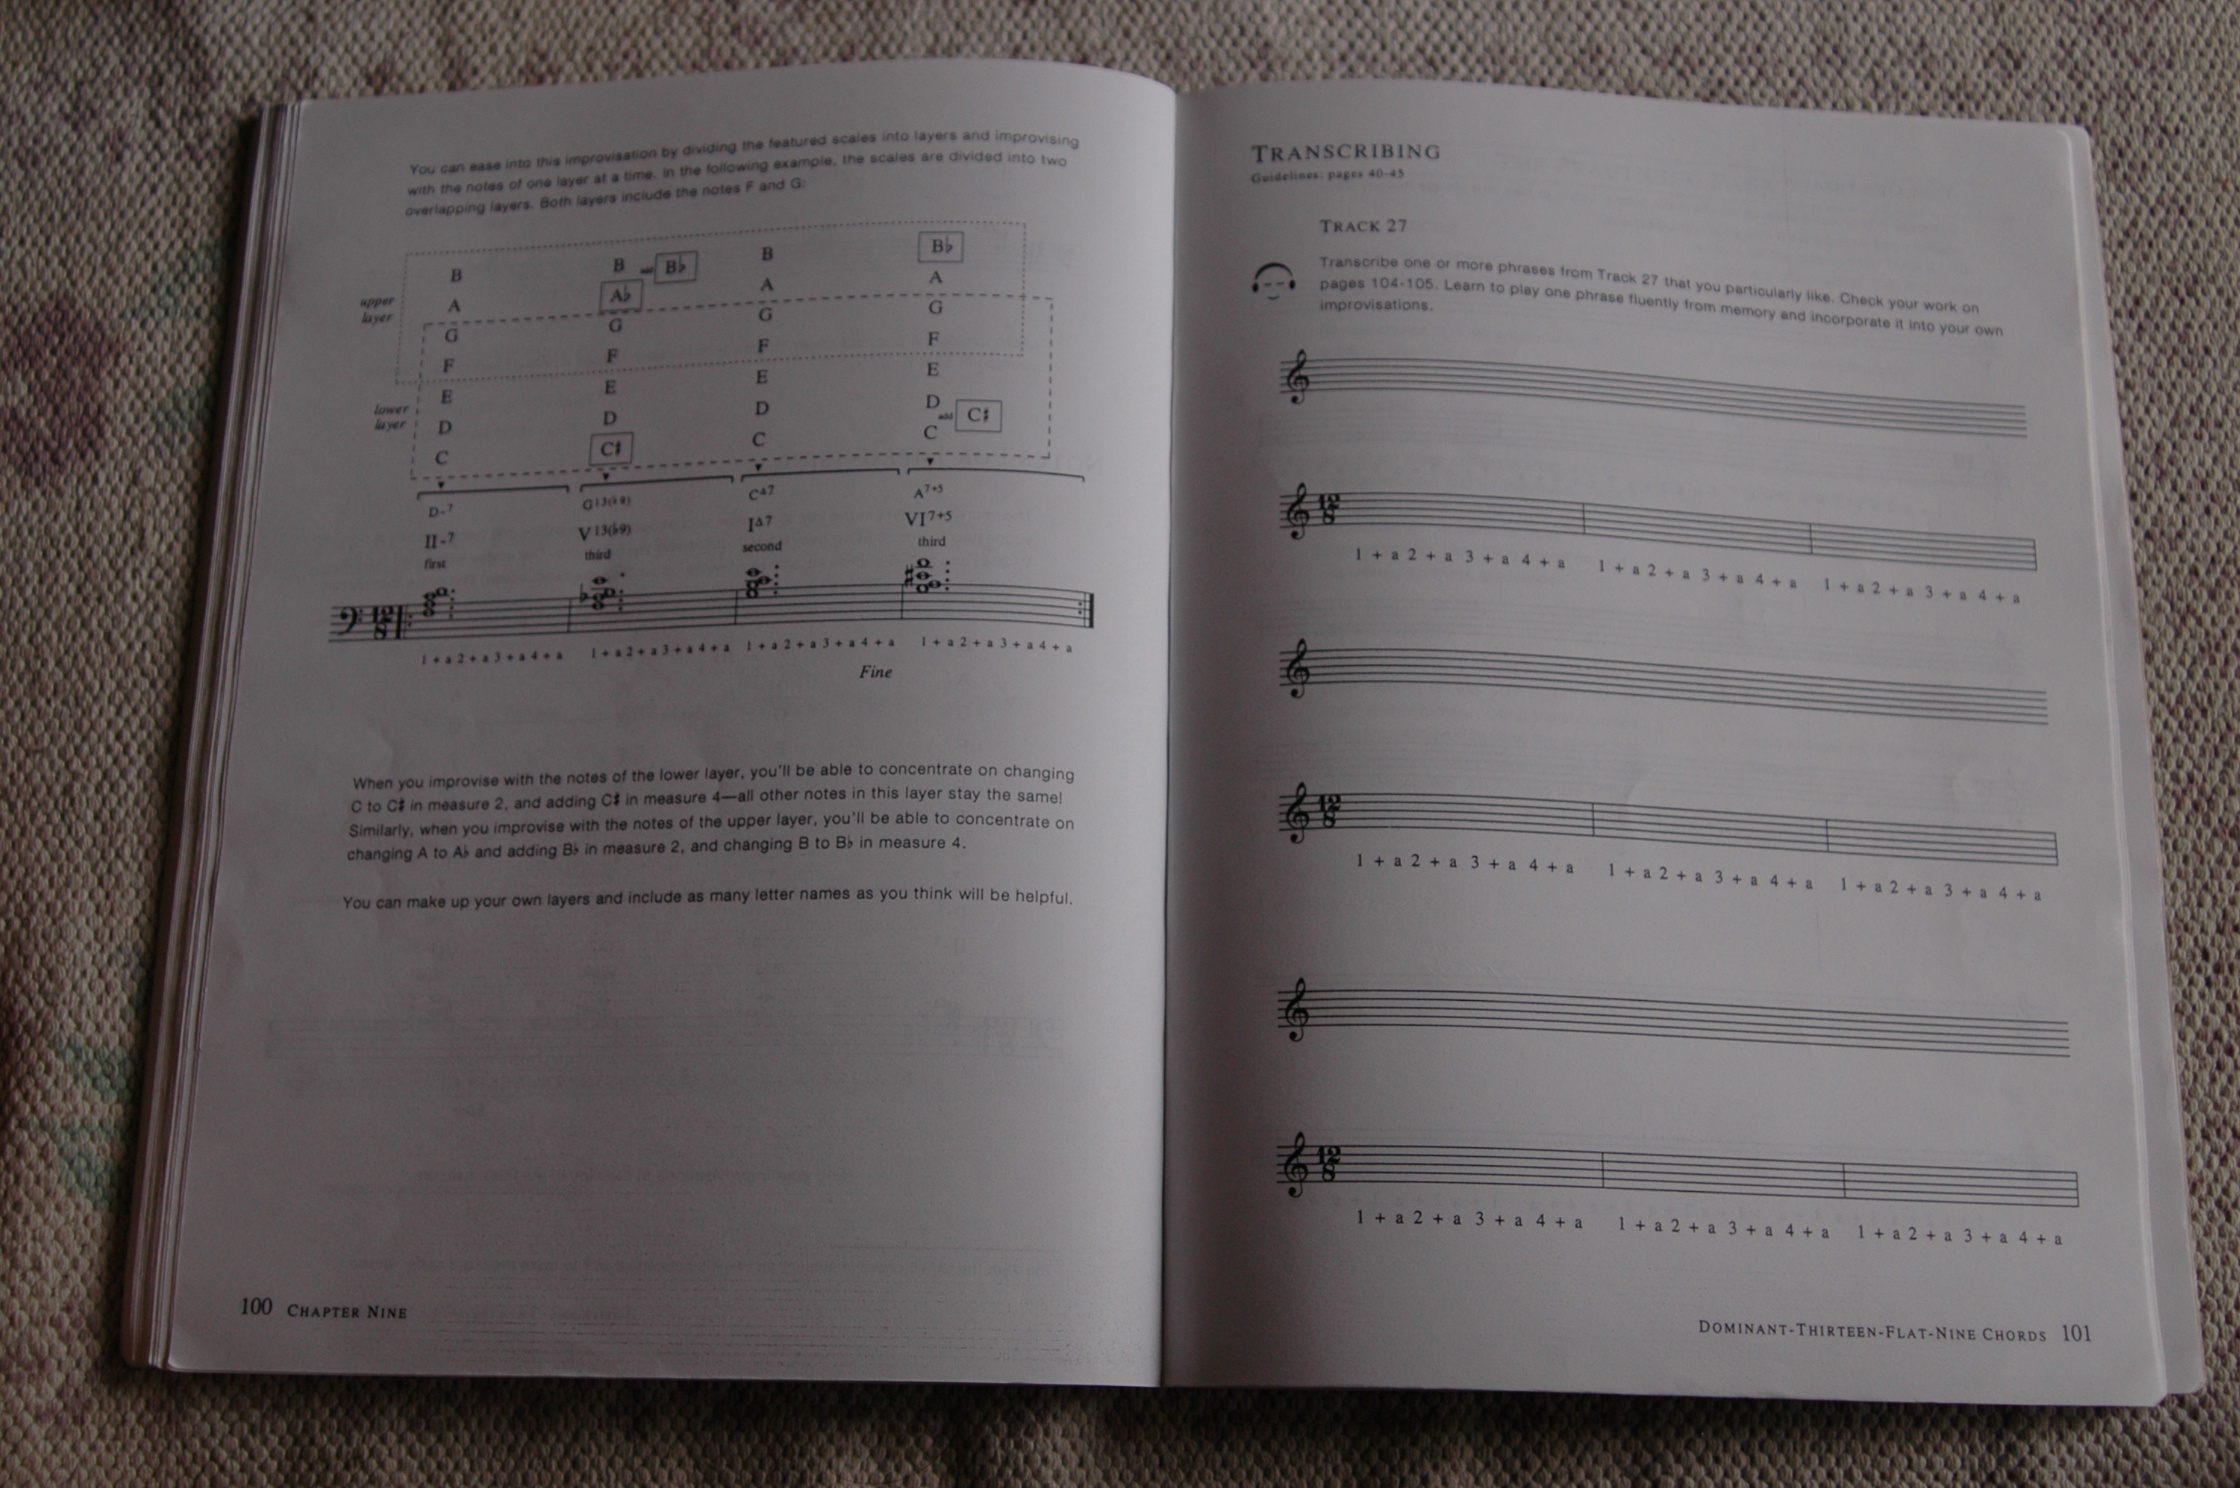 You can ease into this improvisation by dividing the featured scales into layers and improvising
with the notes of one layer at a time. In the following example, the scales are divided into two
overlapping layers. Both layers include the notes F and G:
upper
layer
lower
layer
B B add B♭ B B♭
A A♭ A A
G G G G
F F F F
E E E E
D D D D add C♯
C C♯ C C
D-7 G13(♭9) C∆7 A7+5
II-7 V13(♭9) I∆7 VI7+5
first third second third
12
8
1 + a 2 + a 3 + a 4 + a 1 + a 2 + a 3 + a 4 + a 1 + a 2 + a 3 + a 4 + a 1 + a 2 + a 3 + a 4 + a
Fine
When you improvise with the notes of the lower layer, you'll be able to concentrate on changing
C to C♯ in measure 2, and adding C♯ in measure 4—all other notes in this layer stay the same!
Similarly, when you improvise with the notes of the upper layer, you'll be able to concentrate on
changing A to A♭ and adding B♭ in measure 2, and changing B to B♭ in measure 4.
You can make up your own layers and include as many letter names as you think will be helpful.
100 CHAPTER NINE
TRANSCRIBING
Guidelines: pages 40-45
TRACK 27
Transcribe one or more phrases from Track 27 that you particularly like. Check your work on
pages 104-105. Learn to play one phrase fluently from memory and incorporate it into your own
improvisations.
12
8
1 + a 2 + a 3 + a 4 + a 1 + a 2 + a 3 + a 4 + a 1 + a 2 + a 3 + a 4 + a
12
8
1 + a 2 + a 3 + a 4 + a 1 + a 2 + a 3 + a 4 + a 1 + a 2 + a 3 + a 4 + a
12
8
1 + a 2 + a 3 + a 4 + a 1 + a 2 + a 3 + a 4 + a 1 + a 2 + a 3 + a 4 + a
DOMINANT-THIRTEEN-FLAT-NINE CHORDS 101